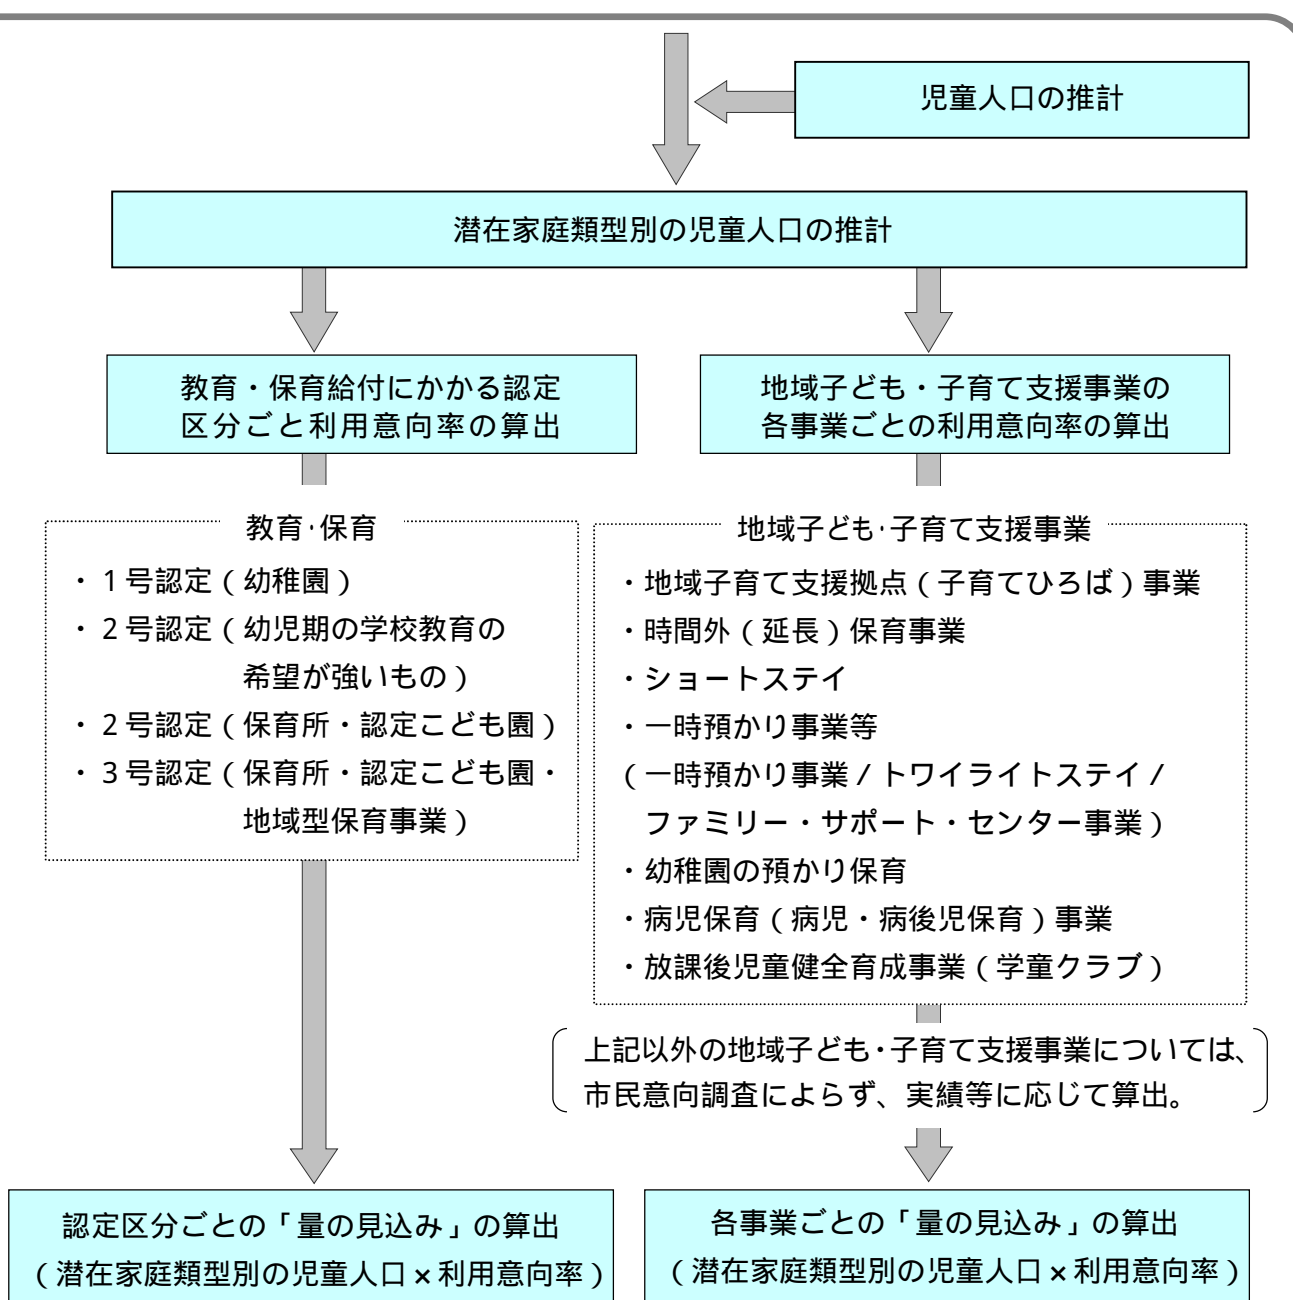 児童人口の推計
潜在家庭類型別の児童人口の推計
教育・保育給付にかかる認定
区分ごと利用意向率の算出
地域子ども・子育て支援事業の
各事業ごとの利用意向率の算出
教育・保育
・1号認定(幼稚園)
・2号認定(幼児期の学校教育の
希望が強いもの)
・2号認定(保育所・認定こども園)
・3号認定(保育所・認定こども園・
地域型保育事業)
地域子ども・子育て支援事業
・地域子育て支援拠点(子育てひろば)事業
・時間外(延長)保育事業
・ショートステイ
・一時預かり事業等
(一時預かり事業/トワイライトステイ/
ファミリー・サポート・センター事業)
・幼稚園の預かり保育
・病児保育(病児・病後児保育)事業
・放課後児童健全育成事業(学童クラブ)
上記以外の地域子ども・子育て支援事業については、
市民意向調査によらず、実績等に応じて算出。
認定区分ごとの「量の見込み」の算出
(潜在家庭類型別の児童人口×利用意向率)
各事業ごとの「量の見込み」の算出
(潜在家庭類型別の児童人口×利用意向率)